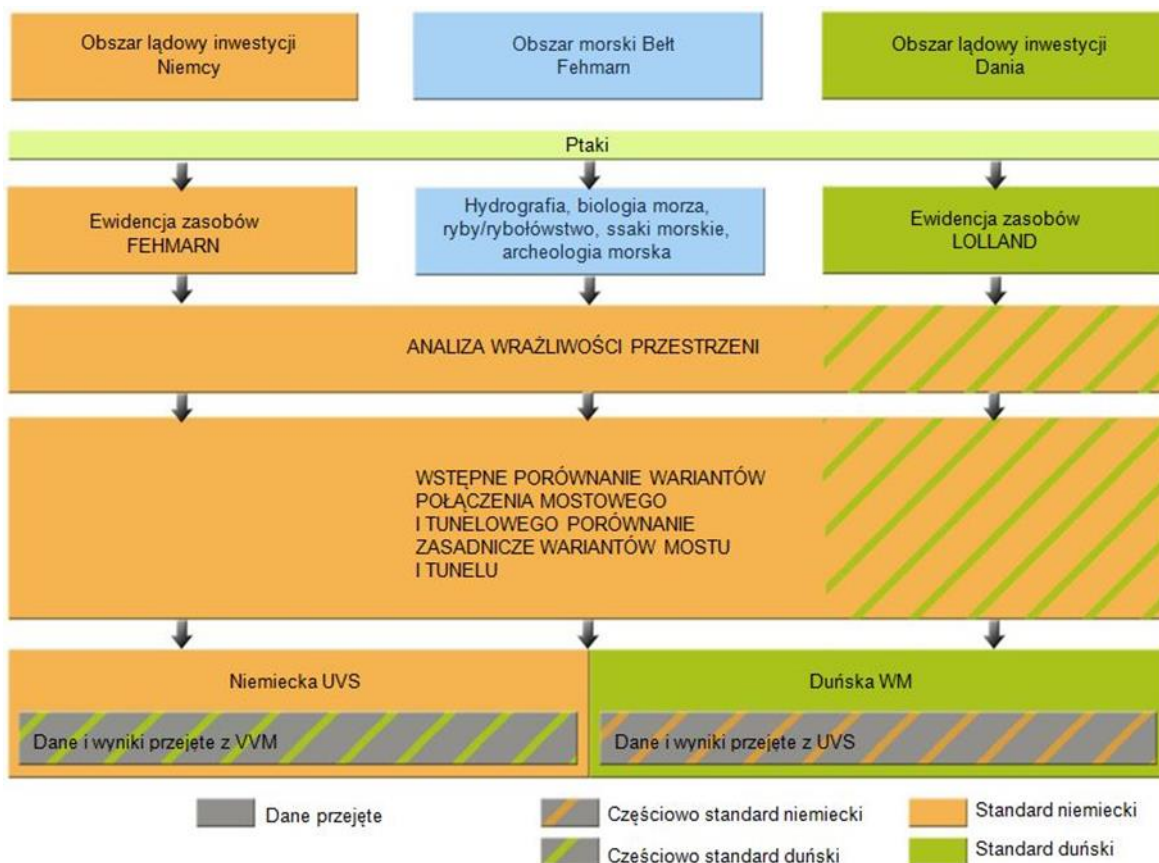 Obszar lądowy inwestycji
Niemcy
Obszar morski Bełt
Fehmarn
Obszar lądowy inwestycji
Dania
Ptaki
Ewidencja zasobów
FEHMARN
Hydrografia, biologia morza,
ryby/rybołówstwo, ssaki morskie,
archeologia morska
Ewidencja zasobów
LOLLAND
ANALIZA WRAŻLIWOŚCI PRZESTRZENI
WSTĘPNE PORÓWNANIE WARIANTÓW
POŁĄCZENIA MOSTOWEGO
I TUNELOWEGO PORÓWNANIE
ZASADNICZE WARIANTÓW MOSTU
I TUNELU
Niemiecka UVS
Duńska WM
Dane i wyniki przejęte z VVM
Dane i wyniki przejęte z UVS
Dane przejęte
Częściowo standard niemiecki
Standard niemiecki
Częściowo standard duński
Standard duński